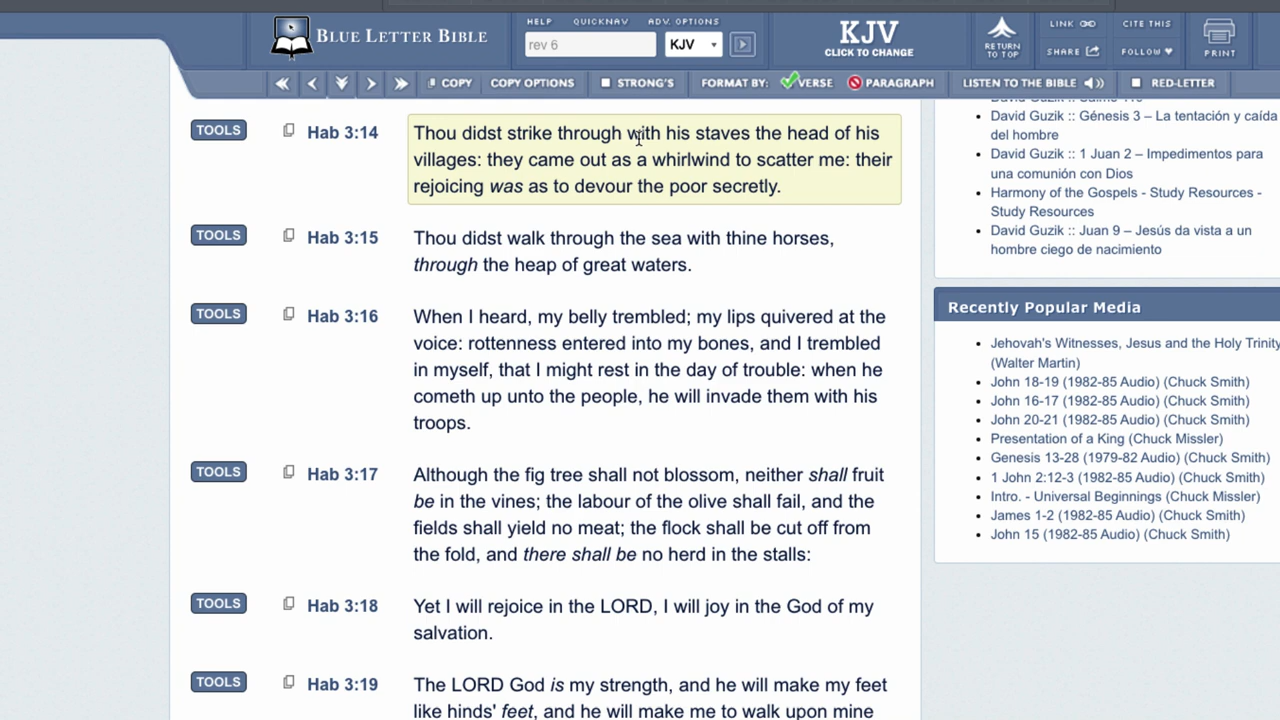 BLUE LETTER BIBLE
HELP QUICKNAV ADV. OPTIONS
rev 6 KJV
KJV
CLICK TO CHANGE
RETURN
TO TOP
LINK
SHARE
CITE THIS
FOLLOW
PRINT
COPY COPY OPTIONS STRONG'S FORMAT BY: VERSE PARAGRAPH LISTEN TO THE BIBLE RED-LETTER
TOOLS Hab 3:14 Thou didst strike through with his staves the head of his
villages: they came out as a whirlwind to scatter me: their
rejoicing was as to devour the poor secretly.
TOOLS Hab 3:15 Thou didst walk through the sea with thine horses,
through the heap of great waters.
TOOLS Hab 3:16 When I heard, my belly trembled; my lips quivered at the
voice: rottenness entered into my bones, and I trembled
in myself, that I might rest in the day of trouble: when he
cometh up unto the people, he will invade them with his
troops.
TOOLS Hab 3:17 Although the fig tree shall not blossom, neither shall fruit
be in the vines; the labour of the olive shall fail, and the
fields shall yield no meat; the flock shall be cut off from
the fold, and there shall be no herd in the stalls:
TOOLS Hab 3:18 Yet I will rejoice in the LORD, I will joy in the God of my
salvation.
TOOLS Hab 3:19 The LORD God is my strength, and he will make my feet
like hinds' feet, and he will make me to walk upon mine
David Guzik :: Génesis 3 – La tentación y caída
del hombre
David Guzik :: 1 Juan 2 – Impedimentos para
una comunión con Dios
Harmony of the Gospels - Study Resources -
Study Resources
David Guzik :: Juan 9 – Jesús da vista a un
hombre ciego de nacimiento
Recently Popular Media
Jehovah's Witnesses, Jesus and the Holy Trinity
(Walter Martin)
John 18-19 (1982-85 Audio) (Chuck Smith)
John 16-17 (1982-85 Audio) (Chuck Smith)
John 20-21 (1982-85 Audio) (Chuck Smith)
Presentation of a King (Chuck Missler)
Genesis 13-28 (1979-82 Audio) (Chuck Smith)
1 John 2:12-3 (1982-85 Audio) (Chuck Smith)
Intro. - Universal Beginnings (Chuck Missler)
James 1-2 (1982-85 Audio) (Chuck Smith)
John 15 (1982-85 Audio) (Chuck Smith)